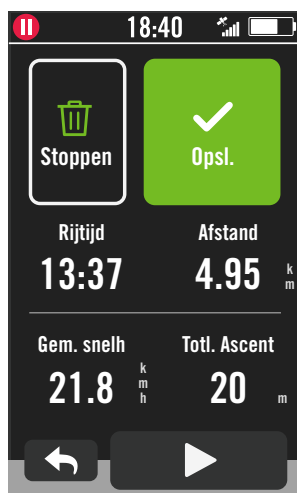 18:40
Stoppen Opsl.
Rijtijd Afstand
13:37 4.95 km
Gem. snelh Totl. Ascent
21.8 kmh 20 m